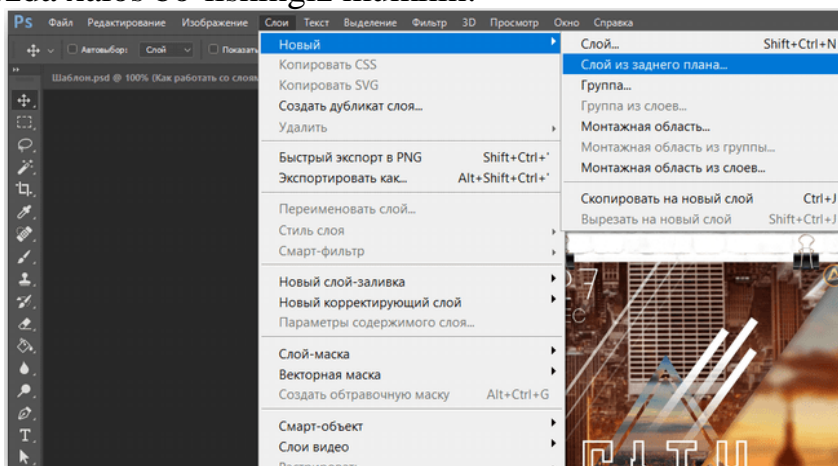 xalos bo'lishingiz mumkin.
Ps Файл Редактирование Изображение Слои Текст Выделение Фильтр 3D Просмотр Окно Справка
Автовыбор: Слой Показать
Шаблон.psd @ 100% (Как работать со слоям
Новый
Копировать CSS
Копировать SVG
Создать дубликат слоя...
Удалить
Быстрый экспорт в PNG Shift+Ctrl+'
Экспортировать как... Alt+Shift+Ctrl+'
Переименовать слой...
Стиль слоя
Смарт-фильтр
Новый слой-заливка
Новый корректирующий слой
Параметры содержимого слоя...
Слой-маска
Векторная маска
Создать обтравочную маску Alt+Ctrl+G
Смарт-объект
Слои видео
Растрировать
Слой... Shift+Ctrl+N
Слой из заднего плана...
Группа...
Группа из слоев...
Монтажная область...
Монтажная область из группы...
Монтажная область из слоев...
Скопировать на новый слой Ctrl+J
Вырезать на новый слой Shift+Ctrl+J